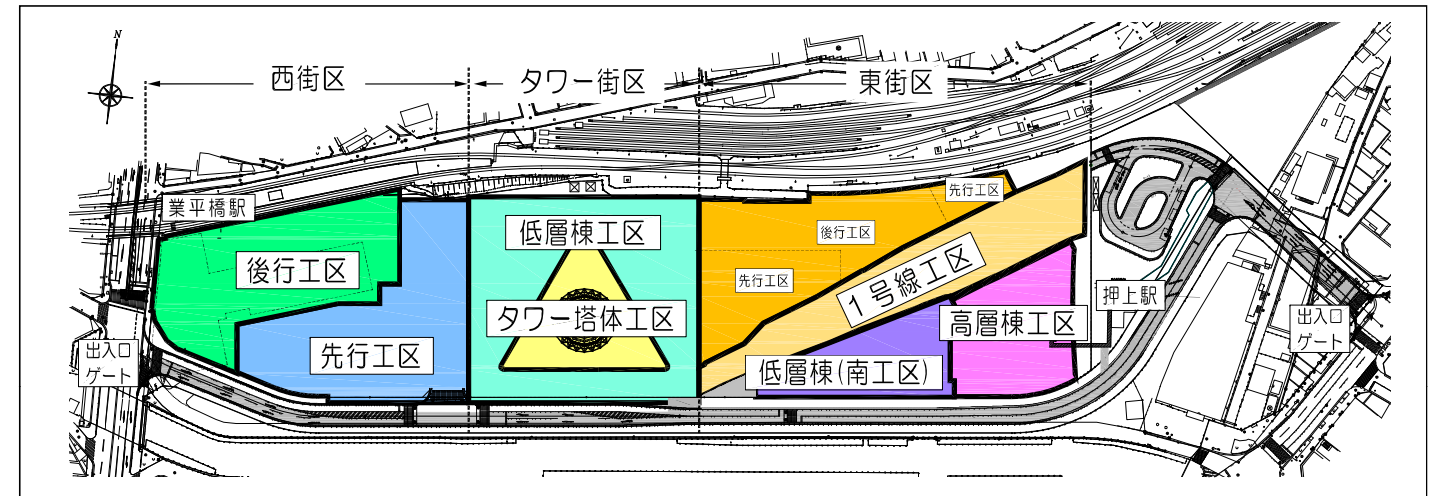 N
西街区
タワー街区
東街区
業平橋駅
後行工区
先行工区
低層棟工区
タワー塔体工区
先行工区
後行工区
先行工区
1号線工区
高層棟工区
低層棟(南工区)
押上駅
出入口
ゲート
出入口
ゲート